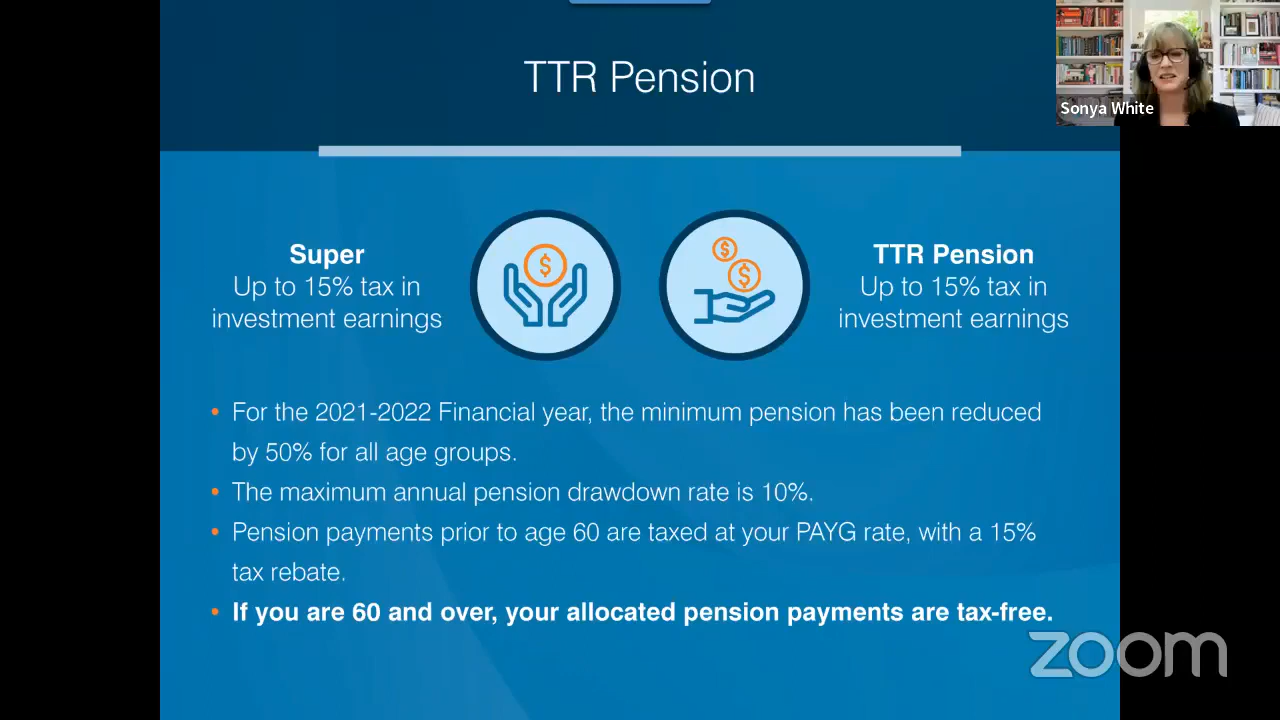 TTR Pension
Sonya White
Super
Up to 15% tax in
investment earnings
$
$
$
TTR Pension
Up to 15% tax in
investment earnings
• For the 2021-2022 Financial year, the minimum pension has been reduced
by 50% for all age groups.
• The maximum annual pension drawdown rate is 10%.
• Pension payments prior to age 60 are taxed at your PAYG rate, with a 15%
tax rebate.
• If you are 60 and over, your allocated pension payments are tax-free.
zoom